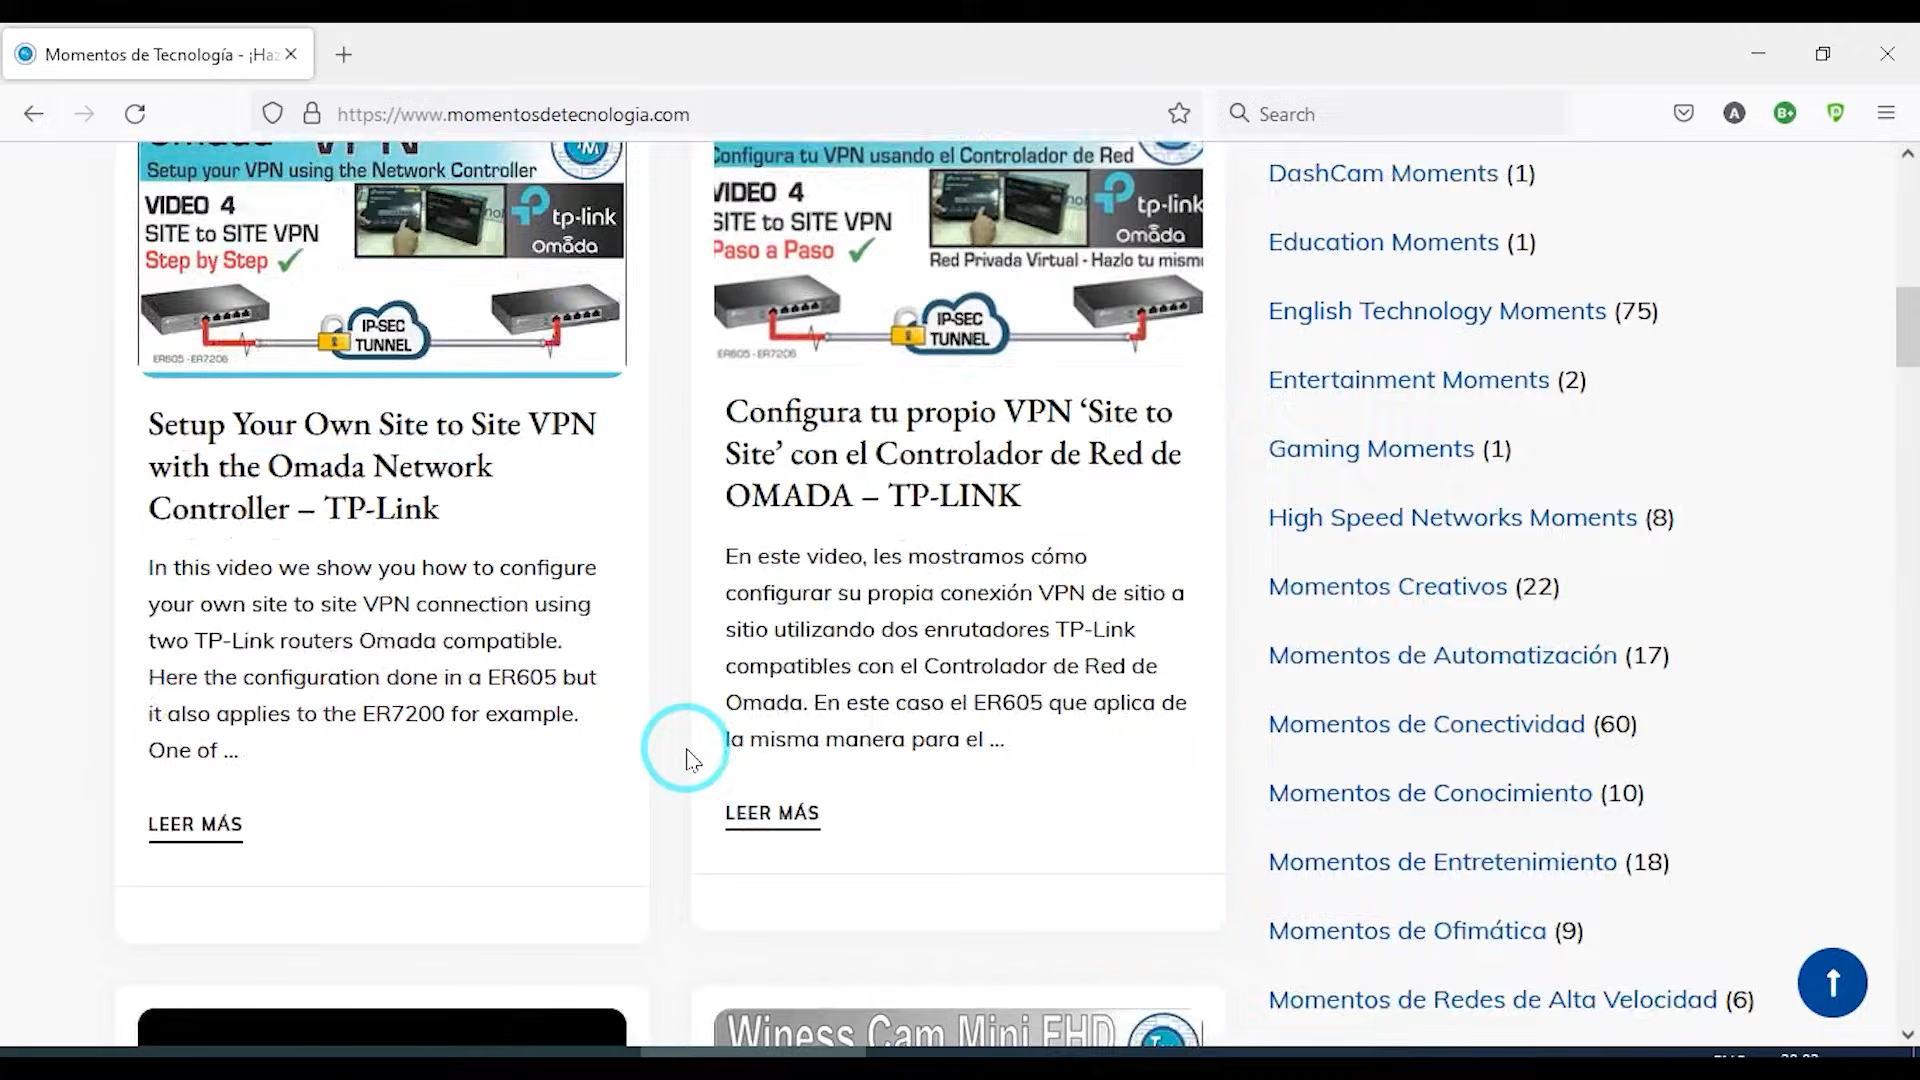 Momentos de Tecnología - ¡Haz
https://www.momentosdetecnologia.com
Search
A
B+
Setup your VPN using the Network Controller
VIDEO 4
SITE to SITE VPN
Step by Step
tp-link
Omada
IP-SEC
TUNNEL
ER605 - ER7206
Setup Your Own Site to Site VPN
with the Omada Network
Controller – TP-Link
In this video we show you how to configure
your own site to site VPN connection using
two TP-Link routers Omada compatible.
Here the configuration done in a ER605 but
it also applies to the ER7200 for example.
One of ...
LEER MÁS
Configura tu VPN usando el Controlador de Red
VIDEO 4
SITE to SITE VPN
Paso a Paso
tp-link
Omada
Red Privada Virtual - Hazlo tu mismo
IP-SEC
TUNNEL
ER605 - ER7206
Configura tu propio VPN ‘Site to
Site’ con el Controlador de Red de
OMADA – TP-LINK
En este video, les mostramos cómo
configurar su propia conexión VPN de sitio a
sitio utilizando dos enrutadores TP-Link
compatibles con el Controlador de Red de
Omada. En este caso el ER605 que aplica de
la misma manera para el ...
LEER MÁS
Winess Cam Mini FHD
DashCam Moments (1)
Education Moments (1)
English Technology Moments (75)
Entertainment Moments (2)
Gaming Moments (1)
High Speed Networks Moments (8)
Momentos Creativos (22)
Momentos de Automatización (17)
Momentos de Conectividad (60)
Momentos de Conocimiento (10)
Momentos de Entretenimiento (18)
Momentos de Ofimática (9)
Momentos de Redes de Alta Velocidad (6)